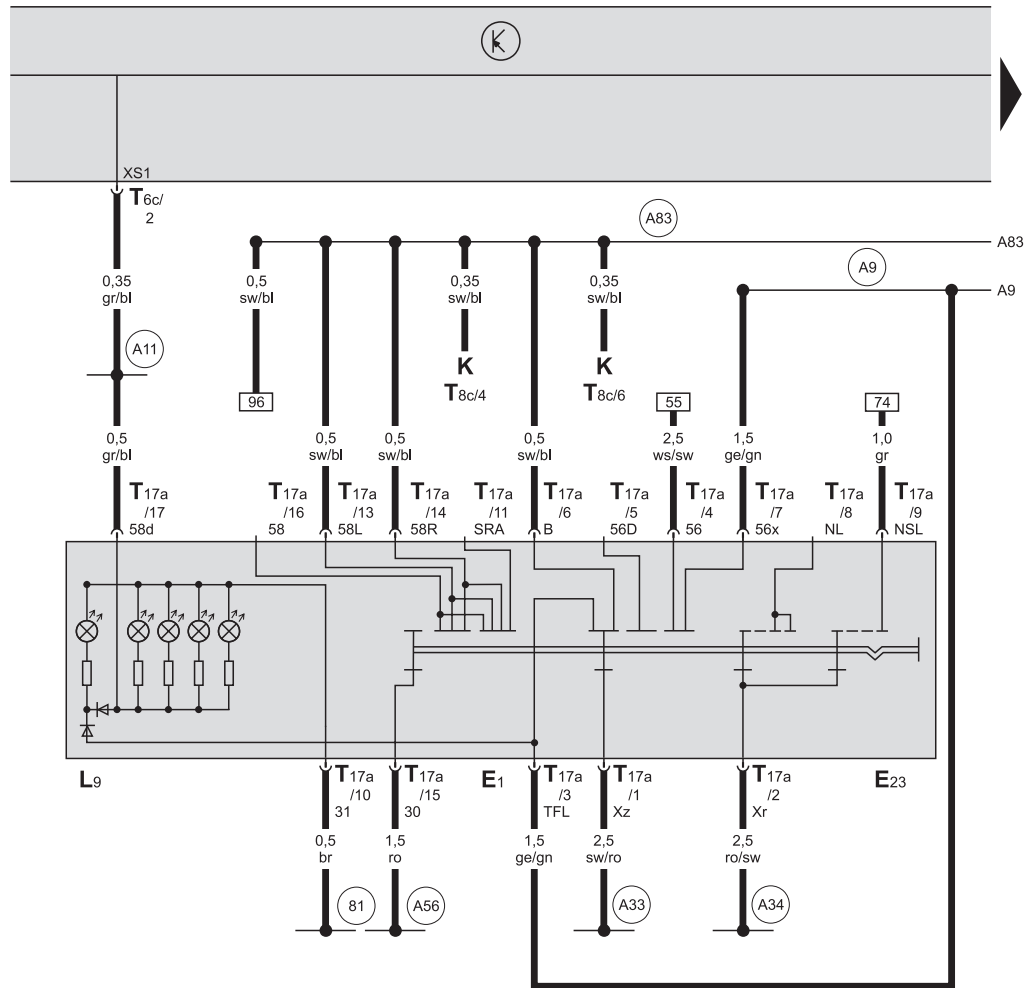 XS1
T6c/
2
A83
A83
A9
A9
0,35
gr/bl
0,5
sw/bl
0,35
sw/bl
0,35
sw/bl
A11
K
T8c/4
K
T8c/6
96
55
74
0,5
gr/bl
0,5
sw/bl
0,5
sw/bl
0,5
sw/bl
2,5
ws/sw
1,5
ge/gn
1,0
gr
T17a
/17
58d
T17a
/16
58
T17a
/13
58L
T17a
/14
58R
T17a
/11
SRA
T17a
/6
B
T17a
/5
56D
T17a
/4
56
T17a
/7
56x
T17a
/8
NL
T17a
/9
NSL
L9
E1
E23
T17a
/10
31
T17a
/15
30
T17a
/3
TFL
T17a
/1
Xz
T17a
/2
Xr
0,5
br
1,5
ro
1,5
ge/gn
2,5
sw/ro
2,5
ro/sw
81
A56
A33
A34